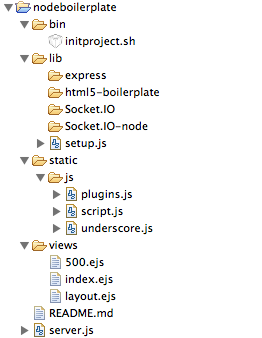 nodeboilerplate
bin
initproject.sh
lib
express
html5-boilerplate
Socket.IO
Socket.IO-node
setup.js
static
js
plugins.js
script.js
underscore.js
views
500.ejs
index.ejs
layout.ejs
README.md
server.js